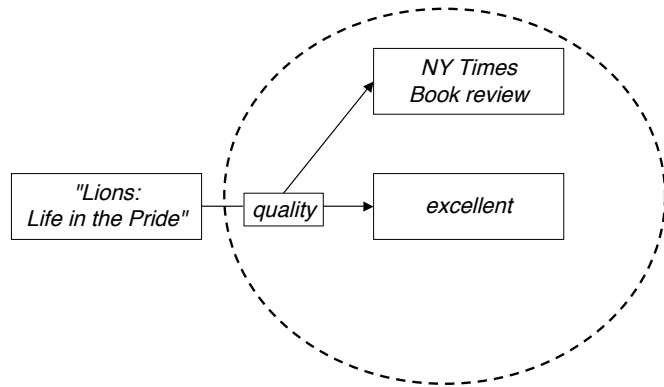 NY Times
Book review
"Lions:
Life in the Pride"
quality
excellent